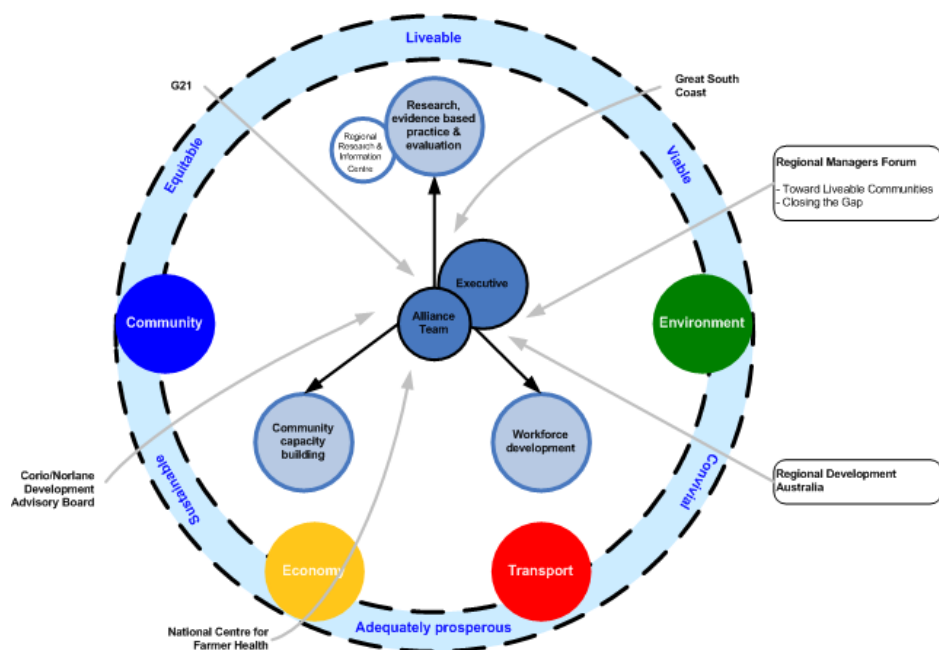 Liveable
G21
Great South
Coast
Research,
evidence based
practice &
evaluation
Regional
Research &
Information
Centre
Equitable
Viable
Regional Managers Forum
- Toward Liveable Communities
- Closing the Gap
Executive
Alliance
Team
Community
Environment
Community
capacity
building
Workforce
development
Corio/Norlane
Development
Advisory Board
Sustainable
Convivial
Regional Development
Australia
Economy
Transport
National Centre for
Farmer Health
Adequately prosperous